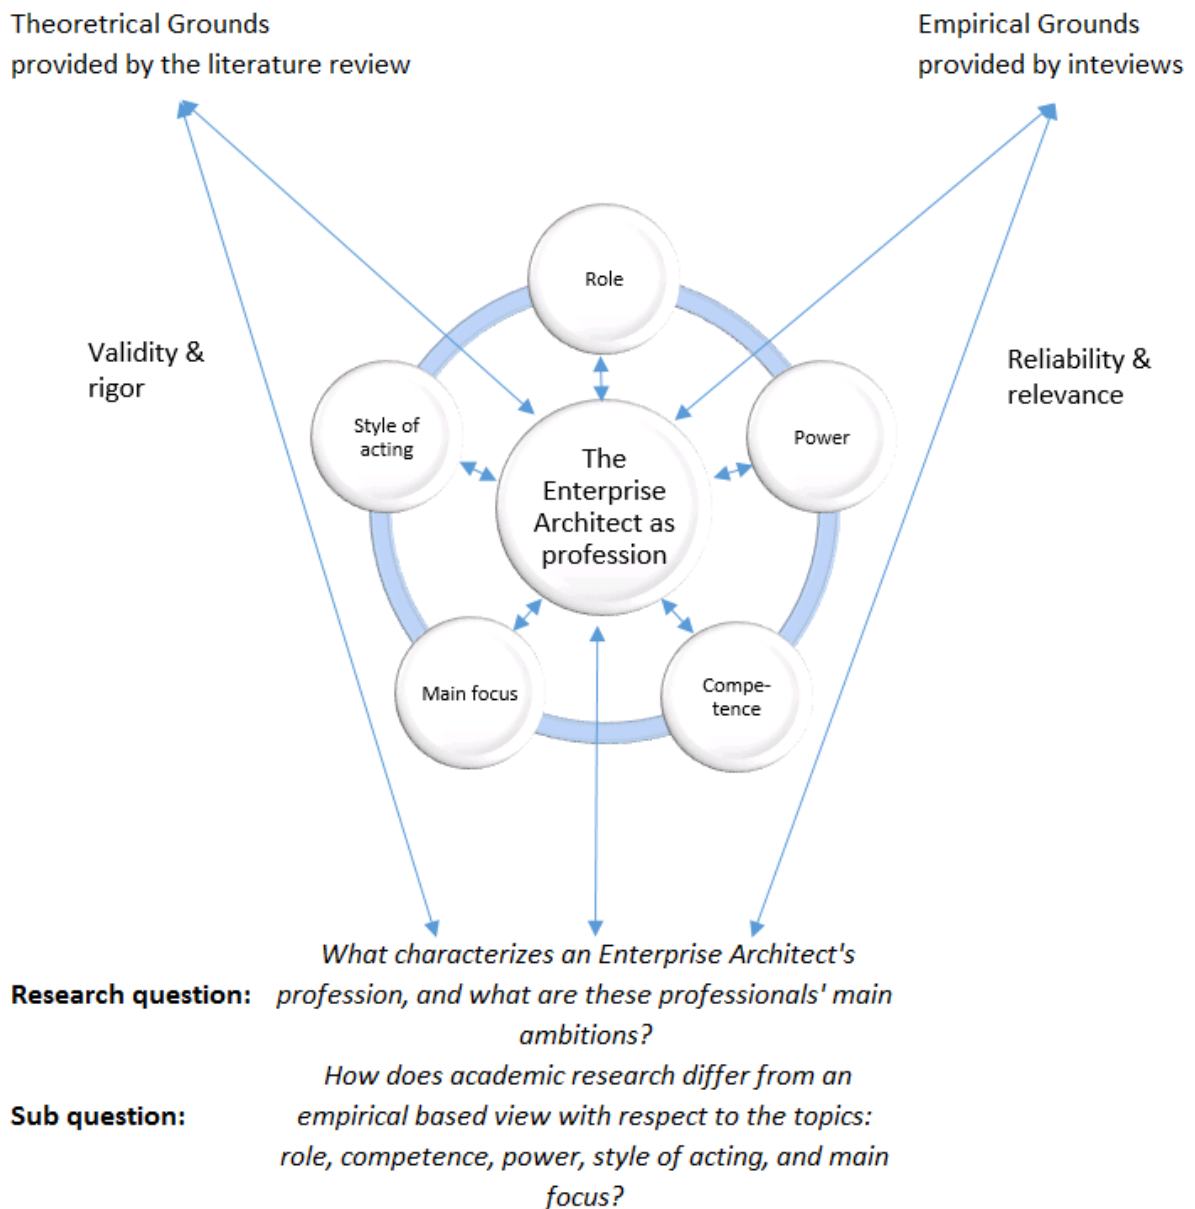 Theoretrical Grounds
provided by the literature review
Empirical Grounds
provided by inteviews
Role
Validity &
rigor
Reliability &
relevance
Style of
acting
Power
The
Enterprise
Architect as
profession
Main focus
Compe-
tence
What characterizes an Enterprise Architect's
Research question: profession, and what are these professionals' main
ambitions?
How does academic research differ from an
Sub question: empirical based view with respect to the topics:
role, competence, power, style of acting, and main
focus?